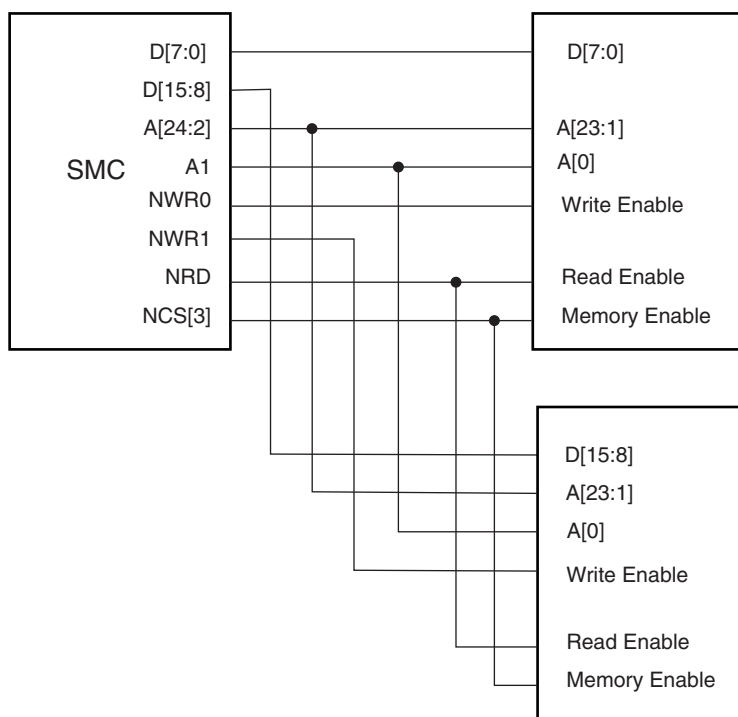 D[7:0]
D[15:8]
A[24:2]
A1
SMC
NWR0
NWR1
NRD
NCS[3]
D[7:0]
A[23:1]
A[0]
Write Enable
Read Enable
Memory Enable
D[15:8]
A[23:1]
A[0]
Write Enable
Read Enable
Memory Enable